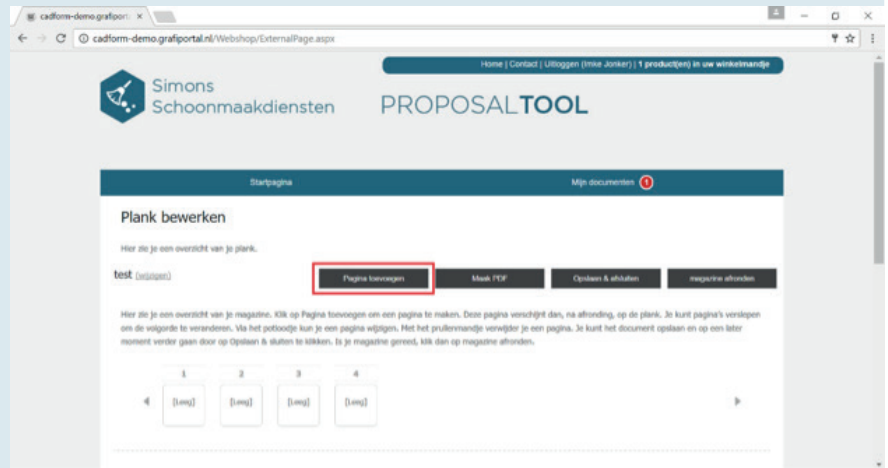 cadform-demo.grafiport:
cadform-demo.grafiportal.nl/Webshop/ExternalPage.aspx
Home | Contact | Uitloggen (Imke Jonker) | 1 product(en) in uw winkelmandje
Simons
Schoonmaakdiensten
PROPOSALTOOL
Startpagina
Mijn documenten 1
Plank bewerken
Hier zie je een overzicht van je plank.
test (wijzigen)
Pagina toevoegen
Maak PDF
Opslaan & afsluiten
magazine afronden
Hier zie je een overzicht van je magazine. Klik op Pagina toevoegen om een pagina te maken. Deze pagina verschijnt dan, na afronding, op de plank. Je kunt pagina's verslepen
om de volgorde te veranderen. Via het potloodje kun je een pagina wijzigen. Met het prullenmandje verwijder je een pagina. Je kunt het document opslaan en op een later
moment verder gaan door op Opslaan & sluiten te klikken. Is je magazine gereed, klik dan op magazine afronden.
1 2 3 4
[Leeg] [Leeg] [Leeg] [Leeg]